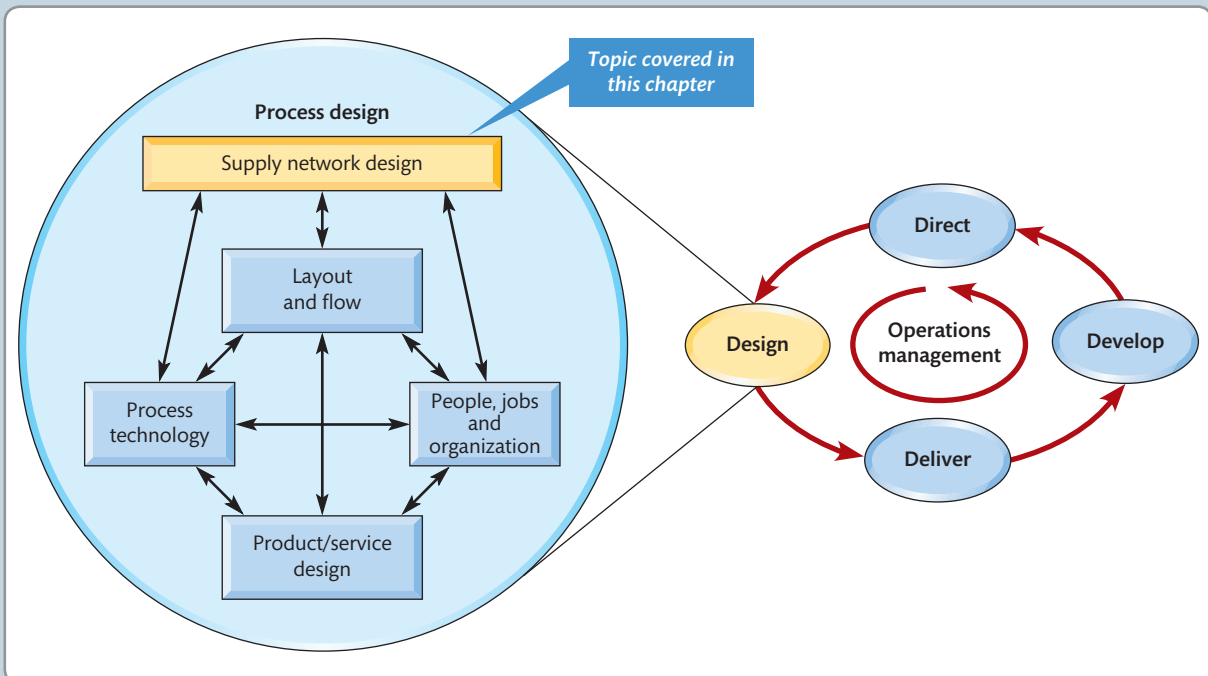 Topic covered in
this chapter
Process design
Supply network design
Layout
and flow
Process
technology
People, jobs
and
organization
Product/service
design
Direct
Design
Operations
management
Develop
Deliver